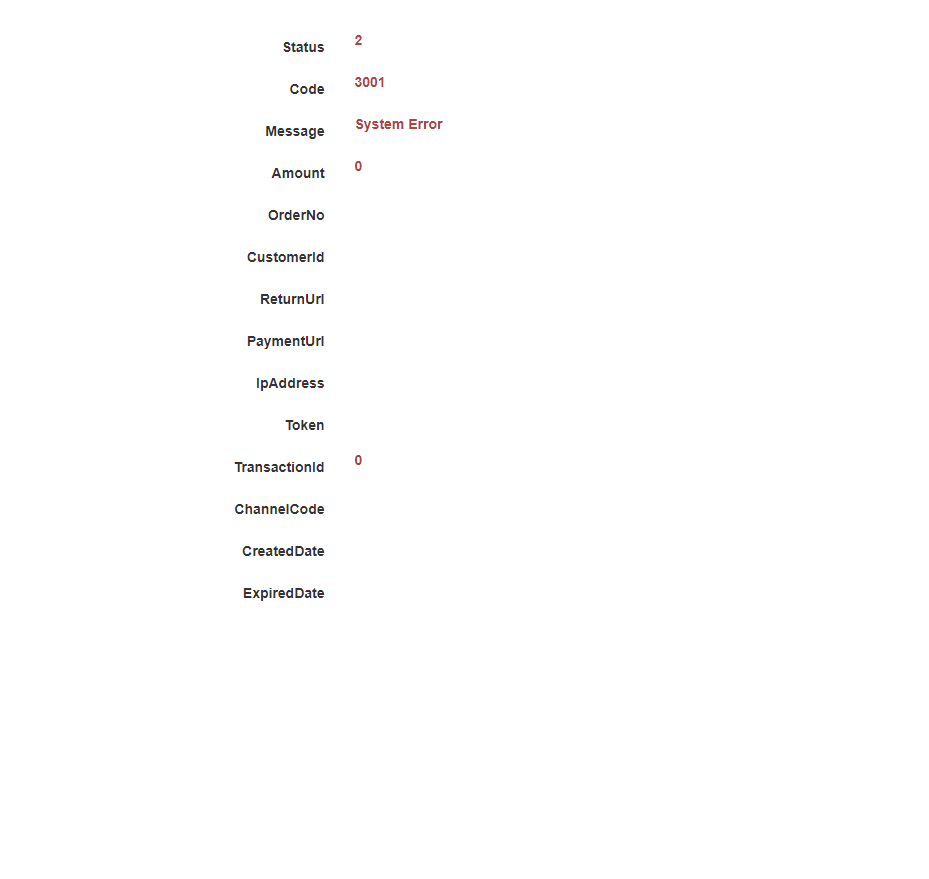 Status 2
Code 3001
Message System Error
Amount 0
OrderNo
CustomerId
ReturnUrl
PaymentUrl
IpAddress
Token
TransactionId 0
ChannelCode
CreatedDate
ExpiredDate